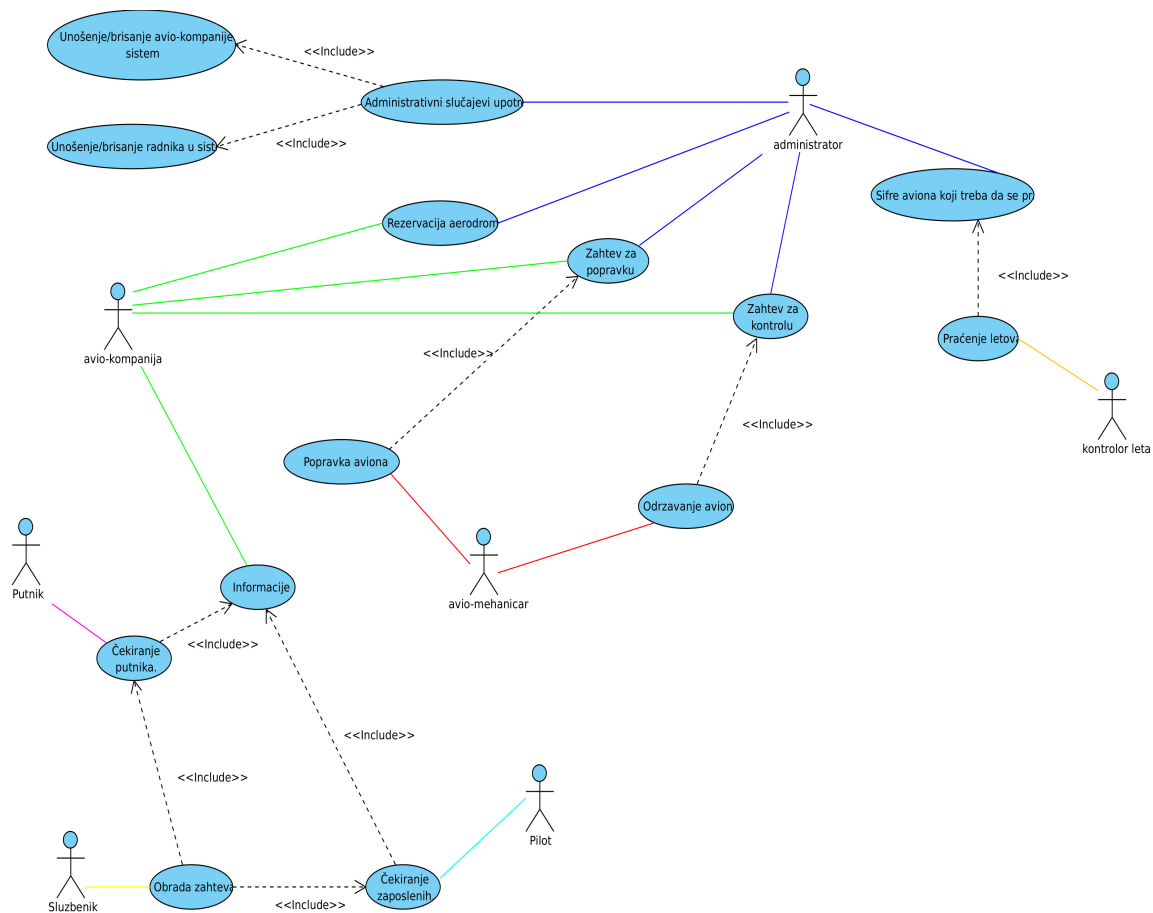 Unošenje/brisanje avio-kompanije
sistem
<<Include>>
Administrativni slučajevi upotr
<<Include>>
Unošenje/brisanje radnika u sist
administrator
Sifre aviona koji treba da se pr
Rezervacija aerodrom
Zahtev za
popravku
<<Include>>
Zahtev za
kontrolu
Praćenje letov
avio-kompanija
<<Include>>
<<Include>>
kontrolor leta
Popravka aviona
Odrzavanje avion
Putnik
Informacije
avio-mehanicar
<<Include>>
Čekiranje
putnika.
<<Include>>
<<Include>>
Pilot
Čekiranje
zaposlenih
Obrada zahteva
<<Include>>
Sluzbenik